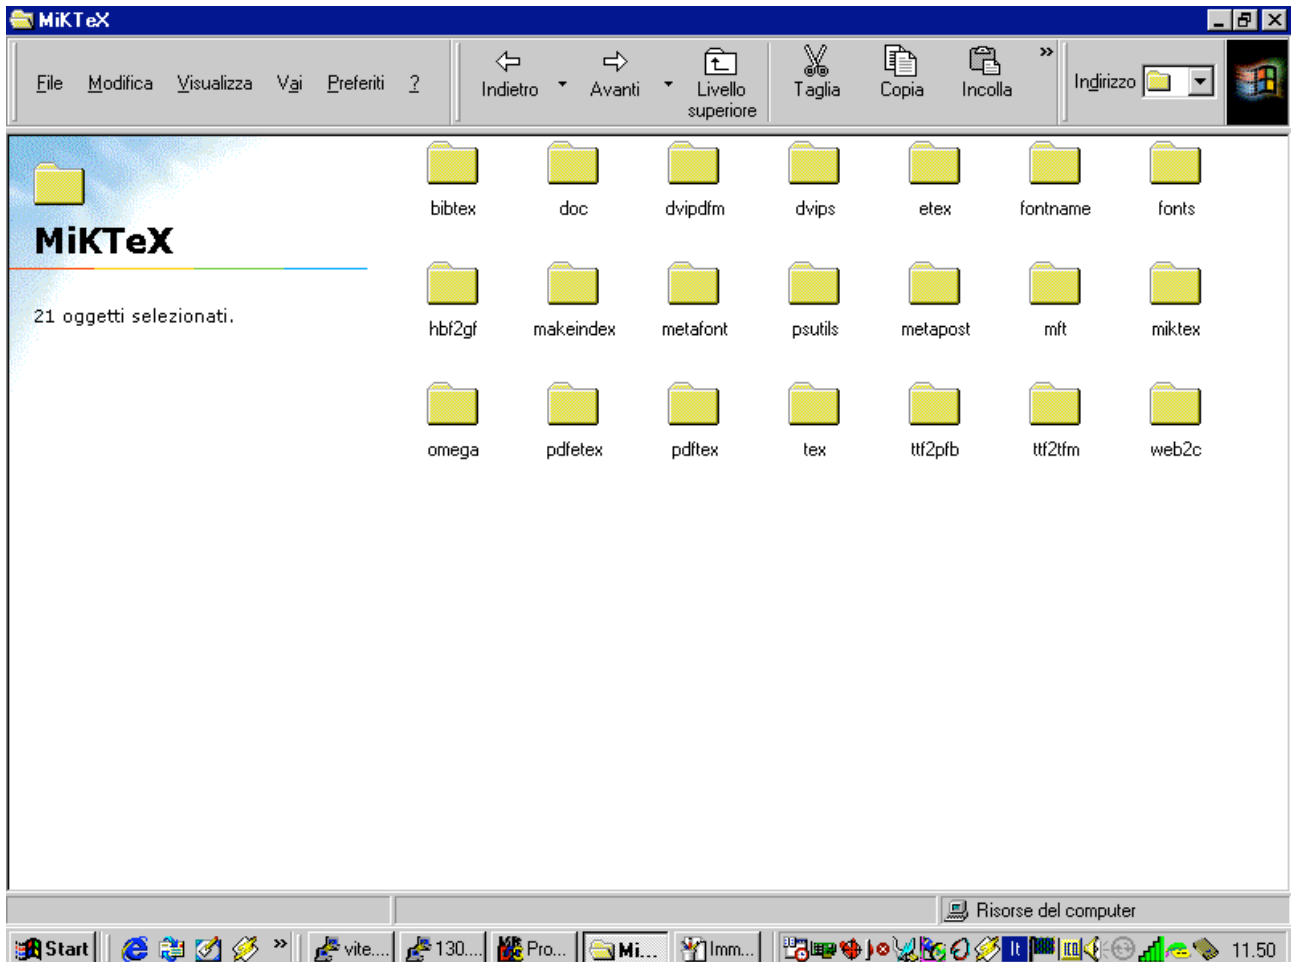 MiKTeX
File Modifica Visualizza Vai Preferiti ?
Indietro Avanti Livello superiore Taglia Copia Incolla » Indirizzo
MiKTeX
21 oggetti selezionati.
bibtex doc dvipdfm dvips etex fontname fonts
hbf2gf makeindex metafont psutils metapost mft miktex
omega pdfetex pdftex tex ttf2pfb ttf2tfm web2c
Risorse del computer
Start » vite.... 130.... Pro... Mi... Imm... It 11.50